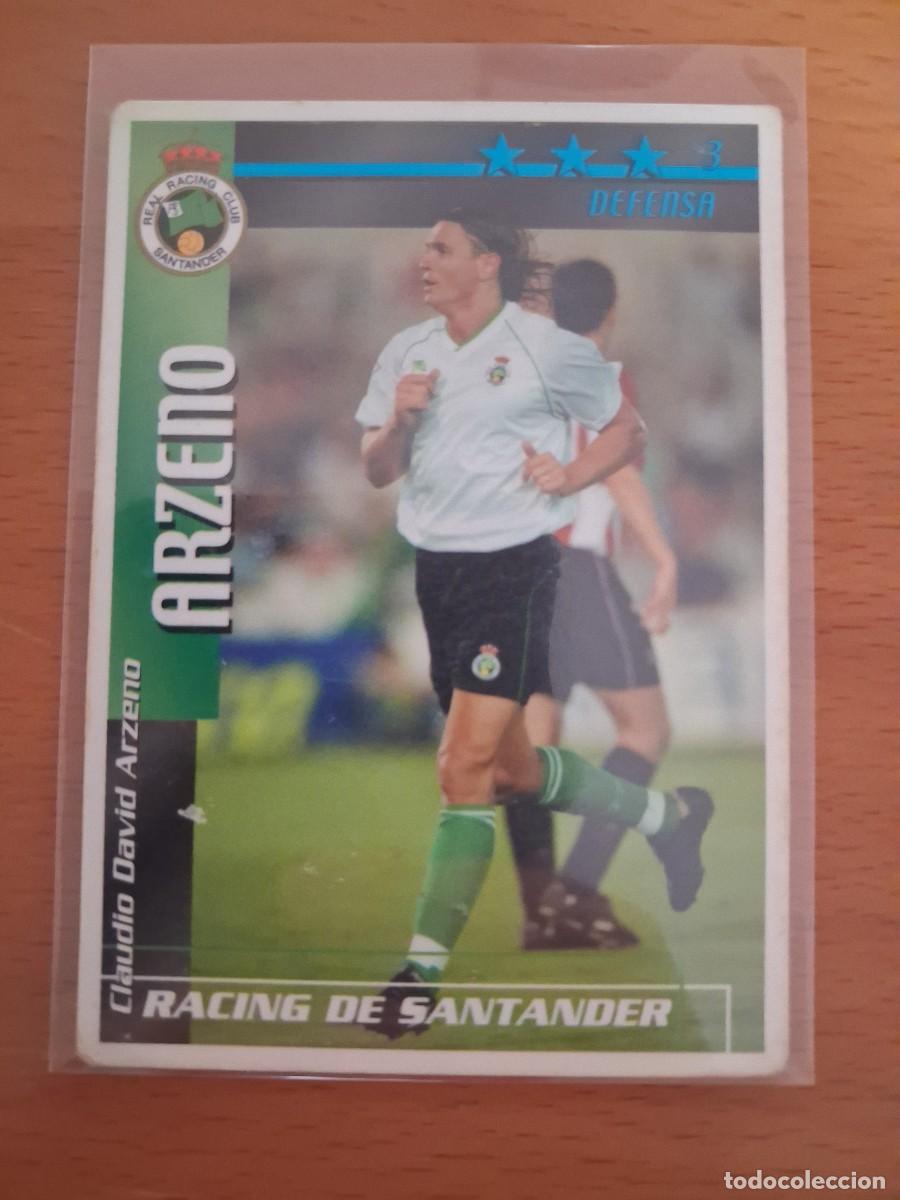 3
DEFENSA
REAL RACING CLUB
SANTANDER
ARZENO
Claudio David Arzeno
RACING DE SANTANDER
todocoleccion